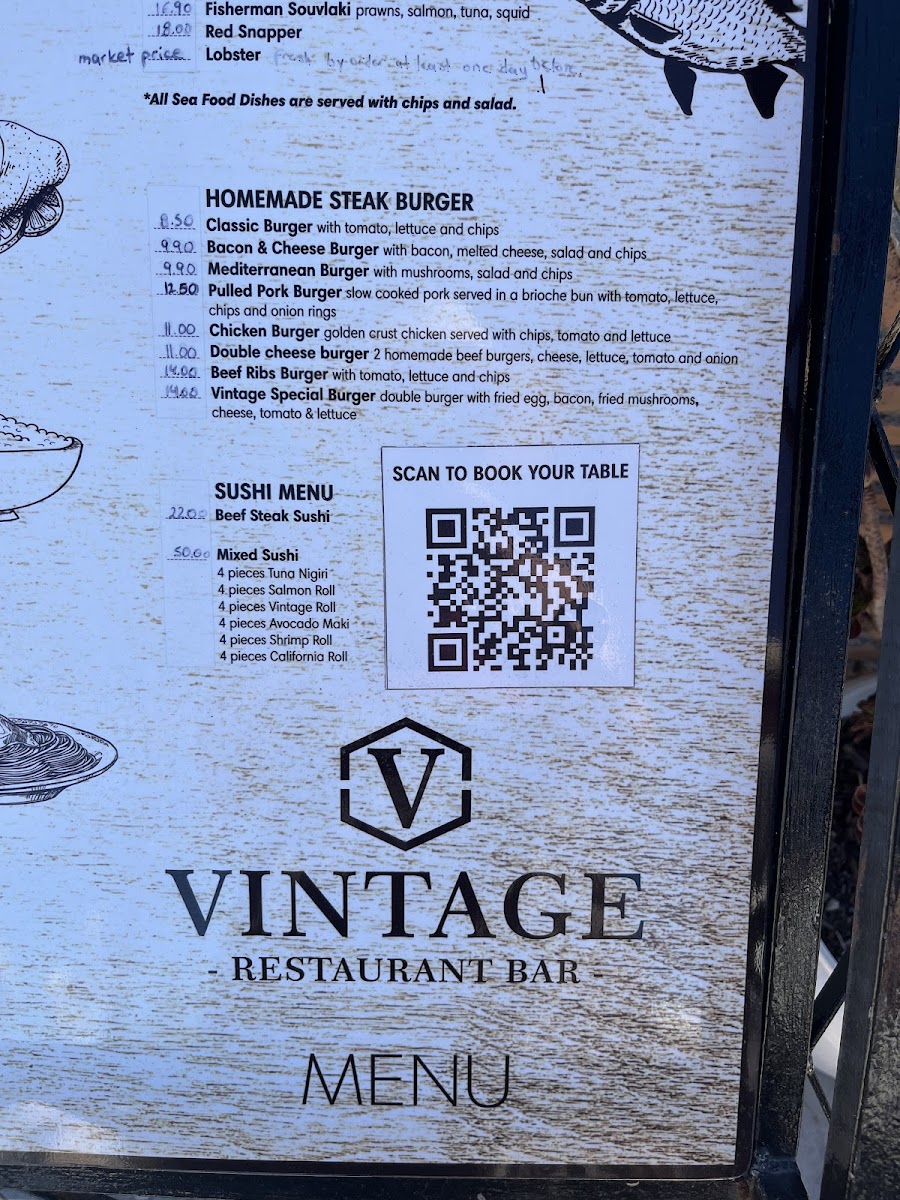 16.90 Fisherman Souvlaki prawns, salmon, tuna, squid
18.00 Red Snapper
market price Lobster Fresh by order at least one day before.
*All Sea Food Dishes are served with chips and salad.
HOMEMADE STEAK BURGER
8.50 Classic Burger with tomato, lettuce and chips
9.90 Bacon & Cheese Burger with bacon, melted cheese, salad and chips
9.90 Mediterranean Burger with mushrooms, salad and chips
12.50 Pulled Pork Burger slow cooked pork served in a brioche bun with tomato, lettuce,
chips and onion rings
11.00 Chicken Burger golden crust chicken served with chips, tomato and lettuce
11.00 Double cheese burger 2 homemade beef burgers, cheese, lettuce, tomato and onion
14.00 Beef Ribs Burger with tomato, lettuce and chips
14.00 Vintage Special Burger double burger with fried egg, bacon, fried mushrooms,
cheese, tomato & lettuce
SCAN TO BOOK YOUR TABLE
SUSHI MENU
22.00 Beef Steak Sushi
50.00 Mixed Sushi
4 pieces Tuna Nigiri
4 pieces Salmon Roll
4 pieces Vintage Roll
4 pieces Avocado Maki
4 pieces Shrimp Roll
4 pieces California Roll
V
VINTAGE
- RESTAURANT BAR -
MENU